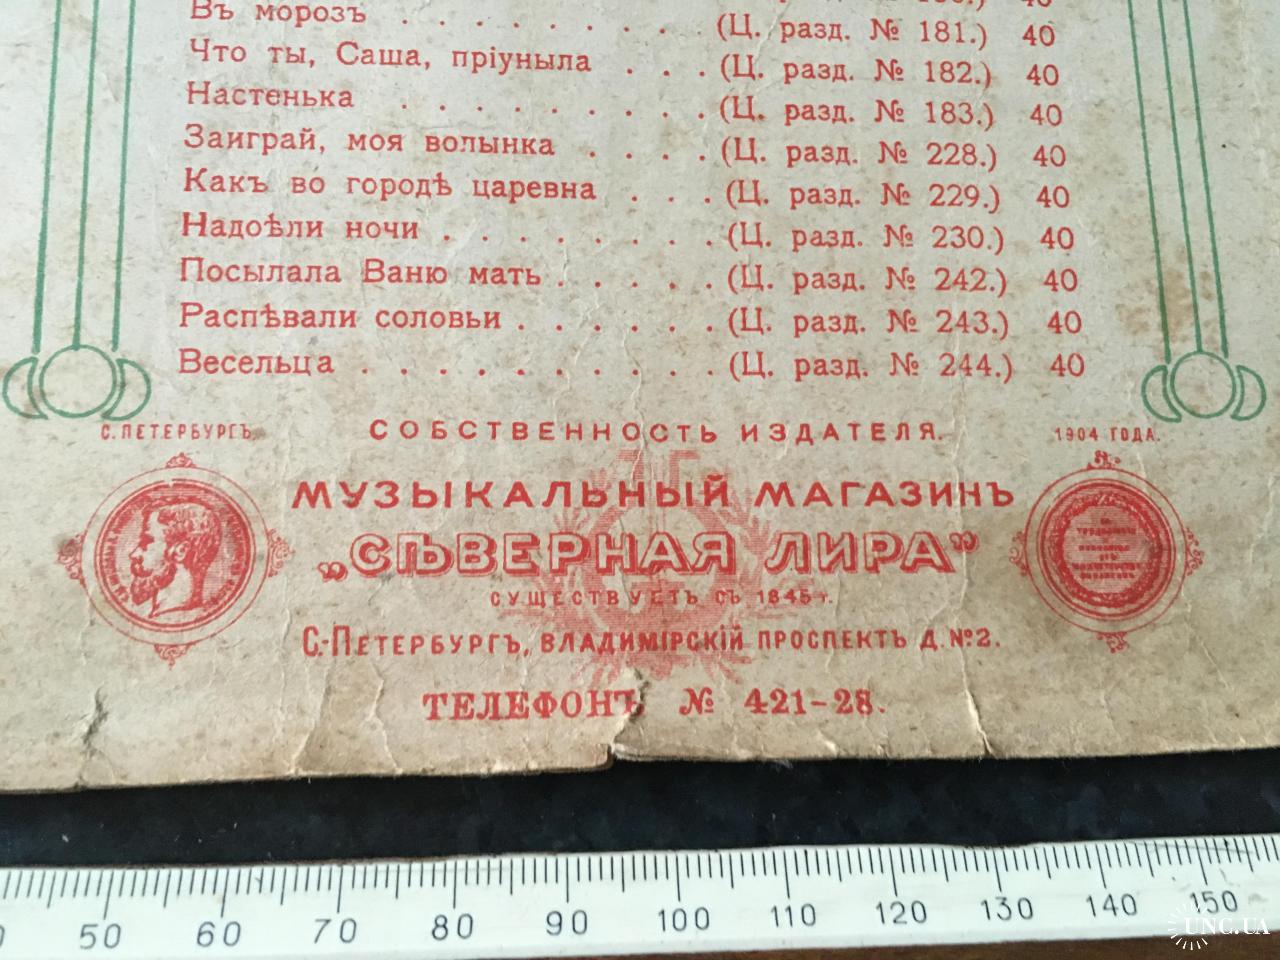 Въ морозъ . . . . . . . . (Ц. разд. № 181.) 40
Что ты, Саша, пріуныла . . . (Ц. разд. № 182.) 40
Настенька . . . . . . . . (Ц. разд. № 183.) 40
Заиграй, моя волынка . . . . (Ц. разд. № 228.) 40
Какъ во городѣ царевна . . . (Ц. разд. № 229.) 40
Надоѣли ночи . . . . . . . . (Ц. разд. № 230.) 40
Посылала Ваню мать . . . . . (Ц. разд. № 242.) 40
Распѣвали соловьи . . . . . . (Ц. разд. № 243.) 40
Весельца . . . . . . . . . . (Ц. разд. № 244.) 40
С. ПЕТЕРБУРГЪ, СОБСТВЕННОСТЬ ИЗДАТЕЛЯ. 1904 ГОДА.
МУЗЫКАЛЬНЫЙ МАГАЗИНЪ
„СѢВЕРНАЯ ЛИРА”
СУЩЕСТВУЕТЪ СЪ 1845 г.
С.-ПЕТЕРБУРГЪ, ВЛАДИМІРСКІЙ ПРОСПЕКТЪ Д. №2.
ТЕЛЕФОНЪ № 421-28.
50 60 70 80 90 100 110 120 130 140 150
UNC.UA